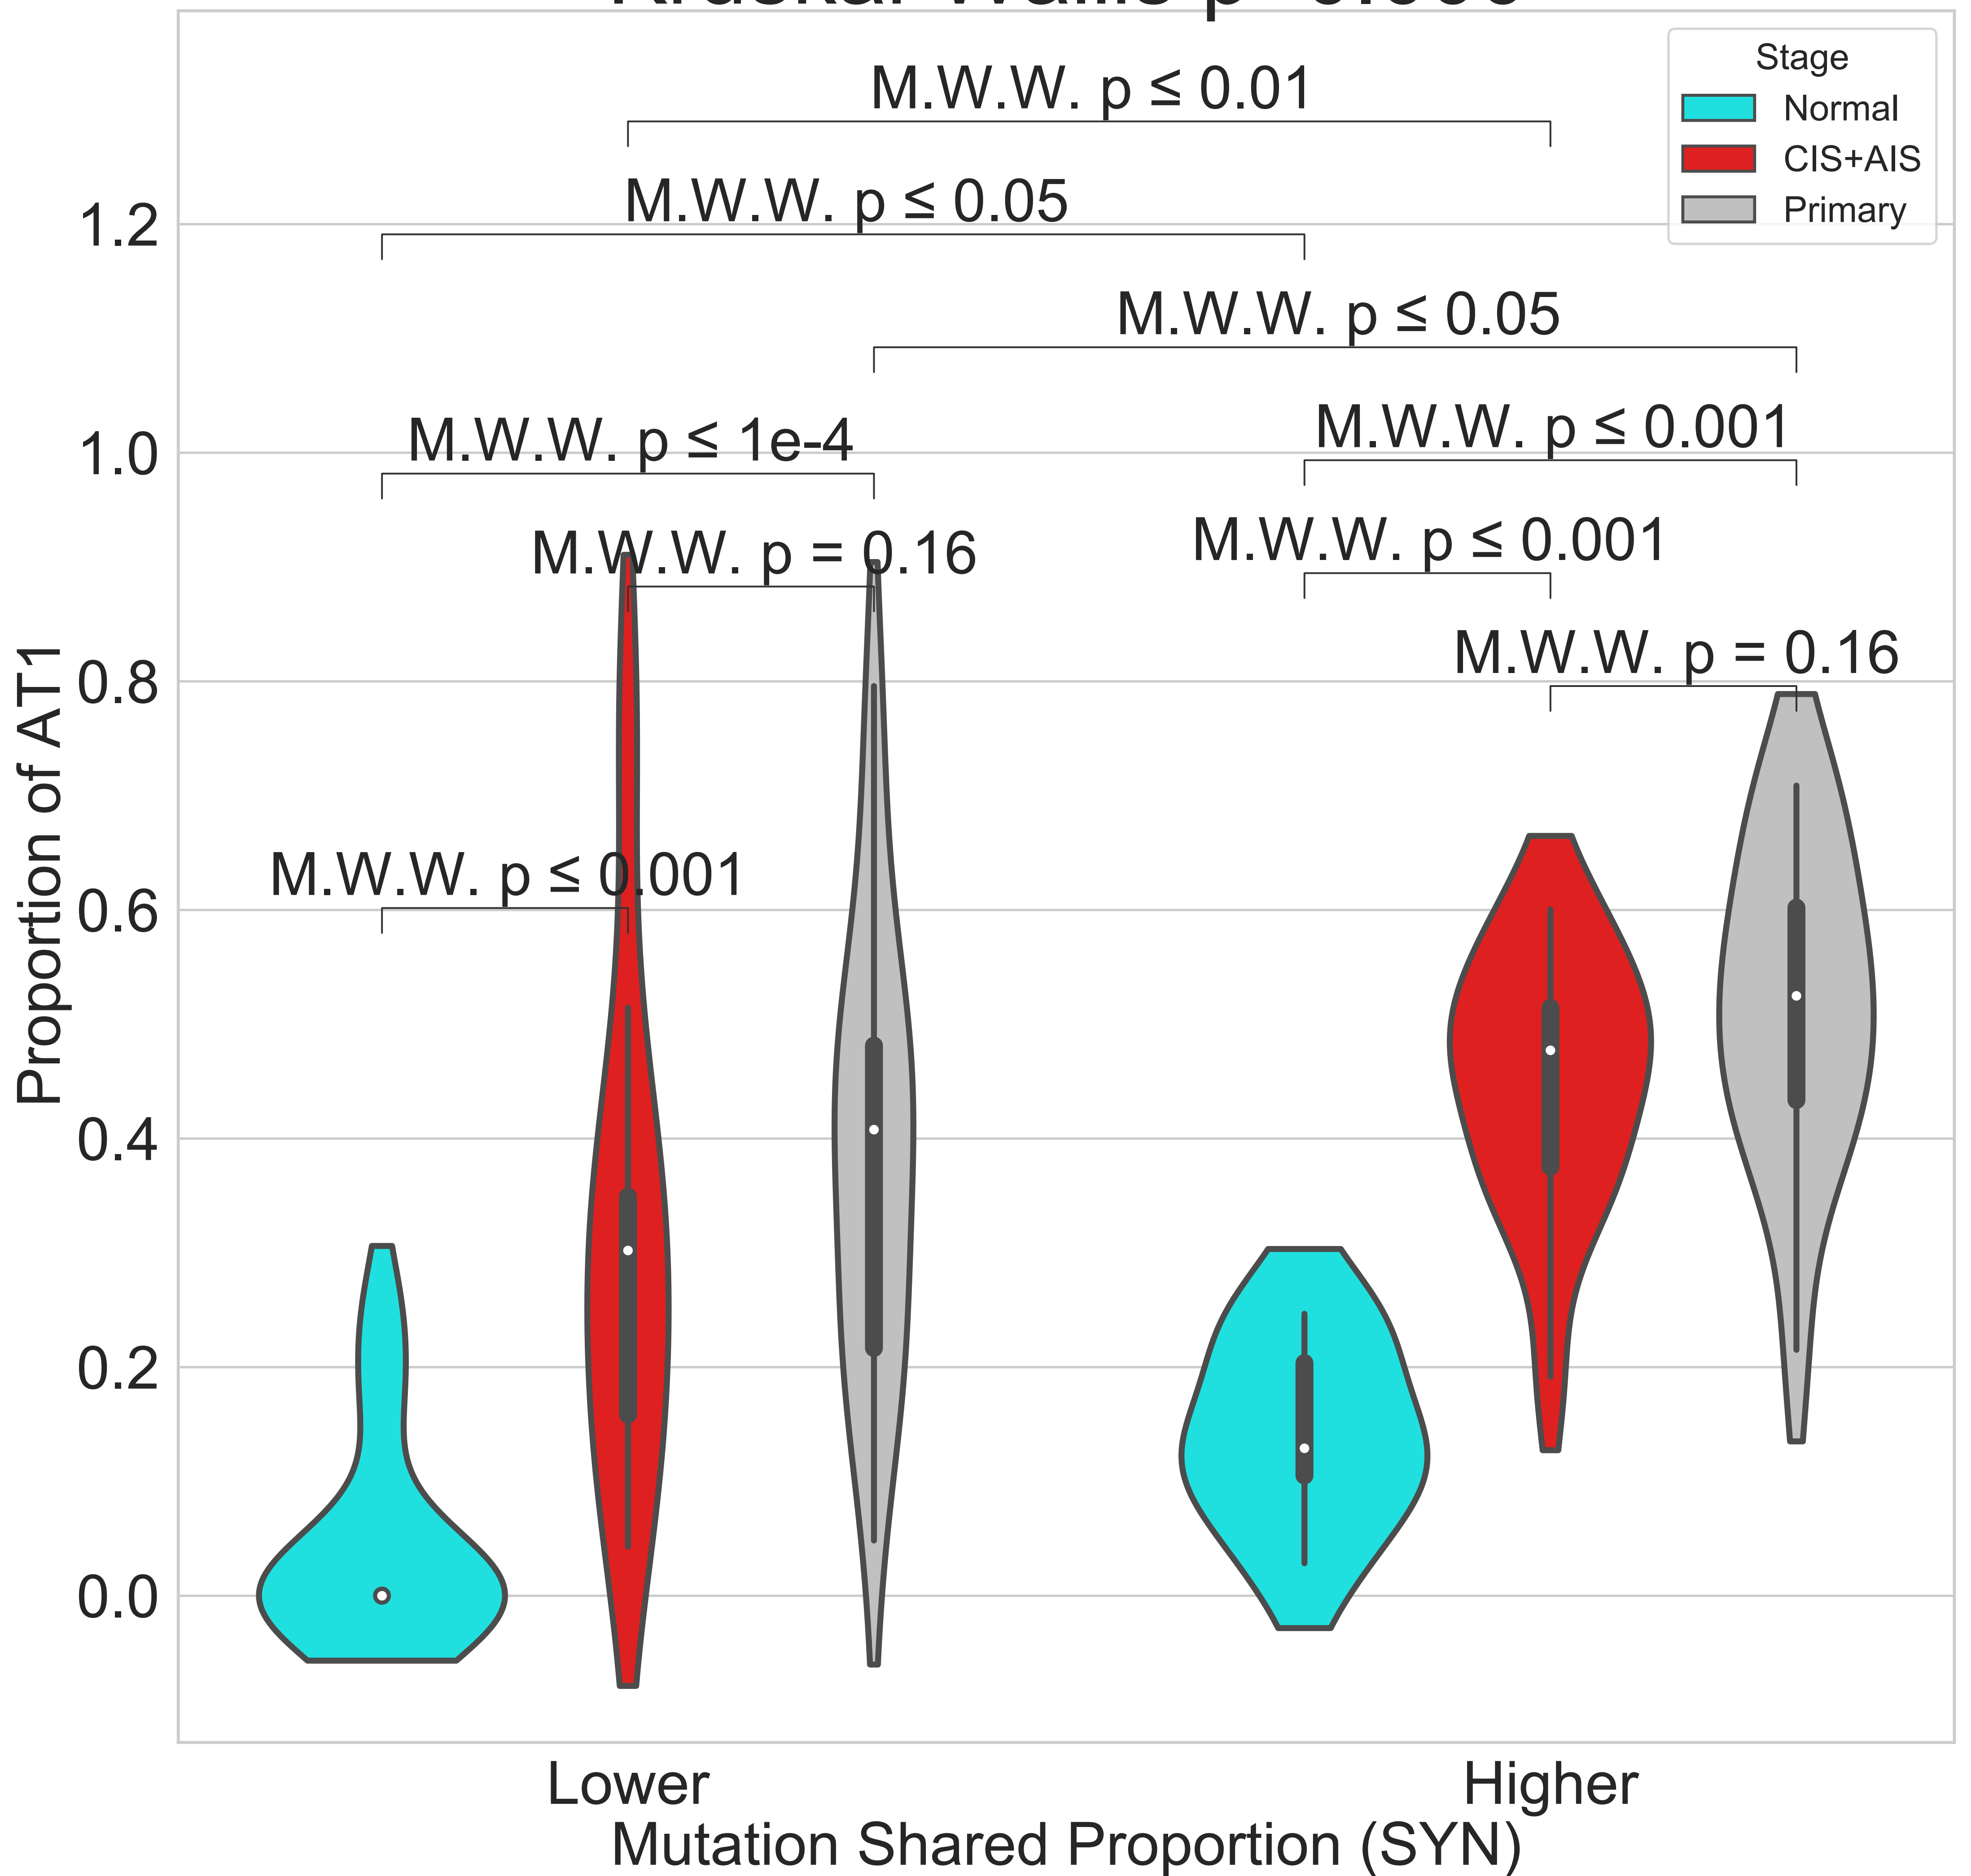 Stage
Normal
CIS+AIS
Primary
M.W.W. p ≤ 0.01
M.W.W. p ≤ 0.05
M.W.W. p ≤ 0.05
M.W.W. p ≤ 0.001
M.W.W. p ≤ 1e-4
M.W.W. p ≤ 0.001
M.W.W. p = 0.16
M.W.W. p = 0.16
M.W.W. p ≤ 0.001
1.2
1.0
0.8
0.6
0.4
0.2
0.0
Proportion of AT1
Lower
Higher
Mutation Shared Proportion (SYN)